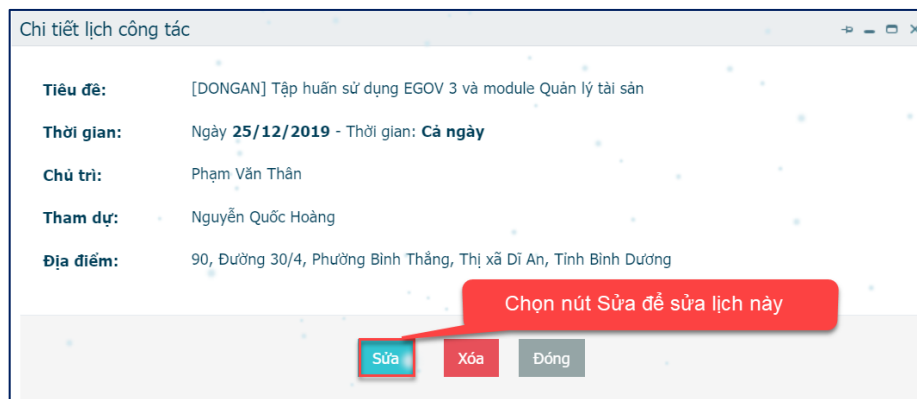 Chi tiết lịch công tác
Tiêu đề: [DONGAN] Tập huấn sử dụng EGOV 3 và module Quản lý tài sản
Thời gian: Ngày 25/12/2019 - Thời gian: Cả ngày
Chủ trì: Phạm Văn Thân
Tham dự: Nguyễn Quốc Hoàng
Địa điểm: 90, Đường 30/4, Phường Bình Thắng, Thị xã Dĩ An, Tỉnh Bình Dương
Chọn nút Sửa để sửa lịch này
Sửa Xóa Đóng